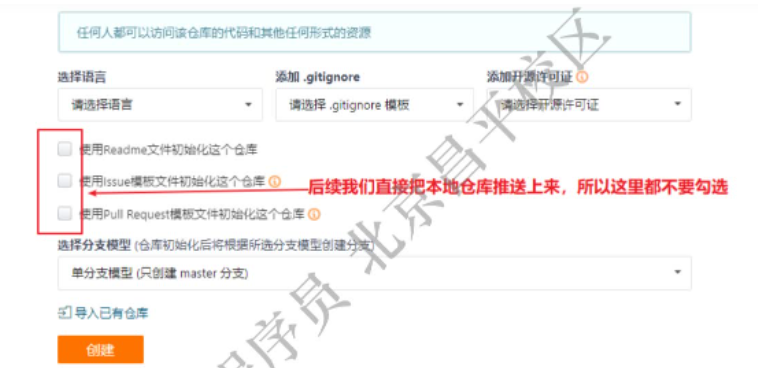 任何人都可以访问该仓库的代码和其他任何形式的资源
选择语言 添加 .gitignore 添加开源许可证
请选择语言 请选择 .gitignore 模板 请选择开源许可证
使用Readme文件初始化这个仓库
使用Issue模板文件初始化这个仓库
后续我们直接把本地仓库推送上来，所以这里都不要勾选
使用Pull Request模板文件初始化这个仓库
选择分支模型 (仓库初始化后将根据所选分支模型创建分支)
单分支模型 (只创建 master 分支)
导入已有仓库
创建
程序员 北京昌平校区